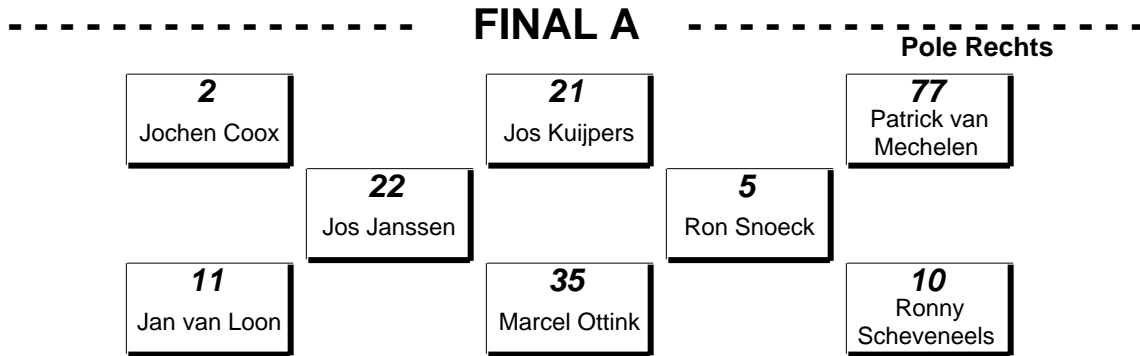 FINAL A
Pole Rechts
2
Jochen Coox
21
Jos Kuijpers
77
Patrick van
Mechelen
22
Jos Janssen
5
Ron Snoeck
11
Jan van Loon
35
Marcel Ottink
10
Ronny
Scheveneels